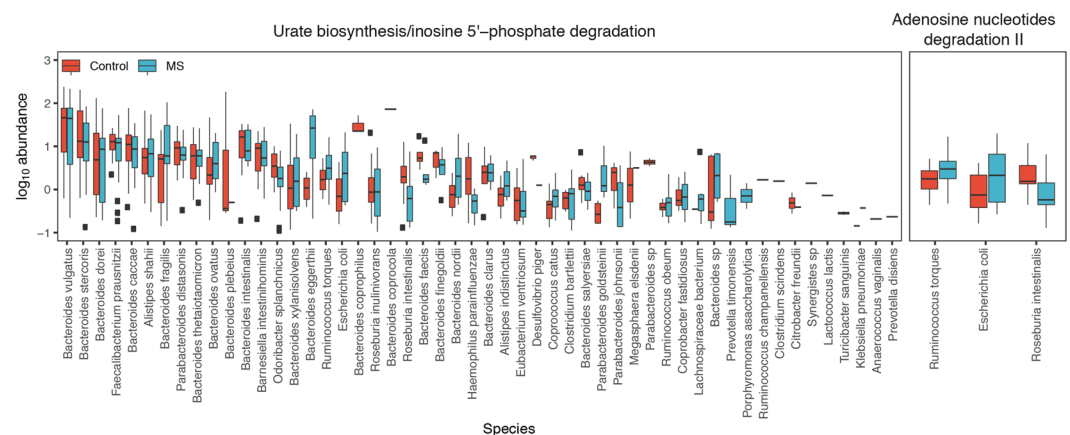 Urate biosynthesis/inosine 5'–phosphate degradation
Adenosine nucleotides
degradation II
Control
MS
log10 abundance
3
2
1
0
−1
Bacteroides vulgatus
Bacteroides stercoris
Bacteroides dorei
Faecalibacterium prausnitzii
Bacteroides caccae
Alistipes shahii
Bacteroides fragilis
Parabacteroides distasonis
Bacteroides thetaiotaomicron
Bacteroides ovatus
Bacteroides plebeius
Bacteroides intestinalis
Barnesiella intestinihominis
Odoribacter splanchnicus
Bacteroides xylanisolvens
Bacteroides eggerthii
Ruminococcus torques
Escherichia coli
Bacteroides coprophilus
Roseburia inulinivorans
Bacteroides coprocola
Roseburia intestinalis
Bacteroides faecis
Bacteroides finegoldii
Bacteroides nordii
Haemophilus parainfluenzae
Bacteroides clarus
Alistipes indistinctus
Eubacterium ventriosum
Desulfovibrio piger
Coprococcus catus
Clostridium bartlettii
Bacteroides salyersiae
Parabacteroides goldsteinii
Parabacteroides johnsonii
Megasphaera elsdenii
Parabacteroides sp
Ruminococcus obeum
Coprobacter fastidiosus
Lachnospiraceae bacterium
Bacteroides sp
Prevotella timonensis
Porphyromonas asaccharolytica
Ruminococcus champanellensis
Clostridium scindens
Citrobacter freundii
Synergistes sp
Lactococcus lactis
Turicibacter sanguinis
Klebsiella pneumoniae
Anaerococcus vaginalis
Prevotella disiens
Ruminococcus torques
Escherichia coli
Roseburia intestinalis
Species